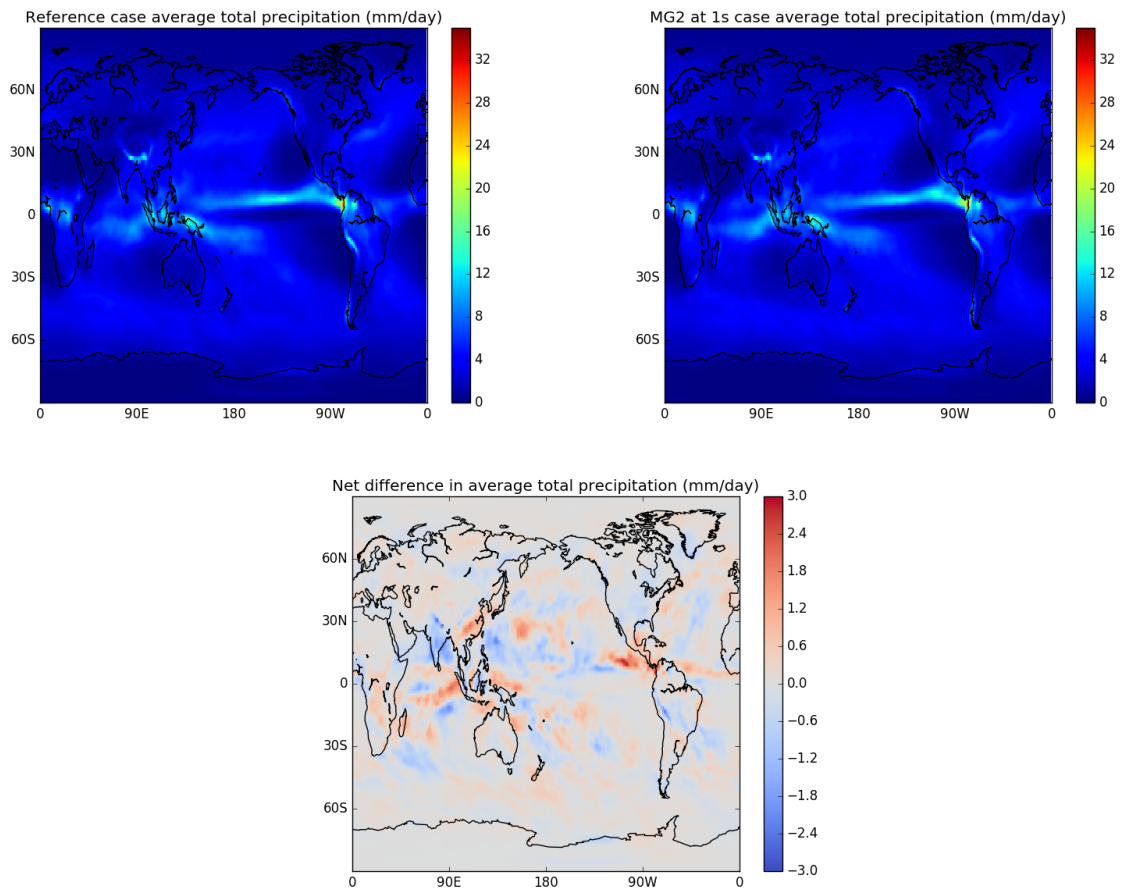 Reference case average total precipitation (mm/day)
60N
30N
0
30S
60S
0
90E
180
90W
0
32
28
24
20
16
12
8
4
0
MG2 at 1s case average total precipitation (mm/day)
60N
30N
0
30S
60S
0
90E
180
90W
0
32
28
24
20
16
12
8
4
0
Net difference in average total precipitation (mm/day)
60N
30N
0
30S
60S
0
90E
180
90W
0
3.0
2.4
1.8
1.2
0.6
0.0
−0.6
−1.2
−1.8
−2.4
−3.0